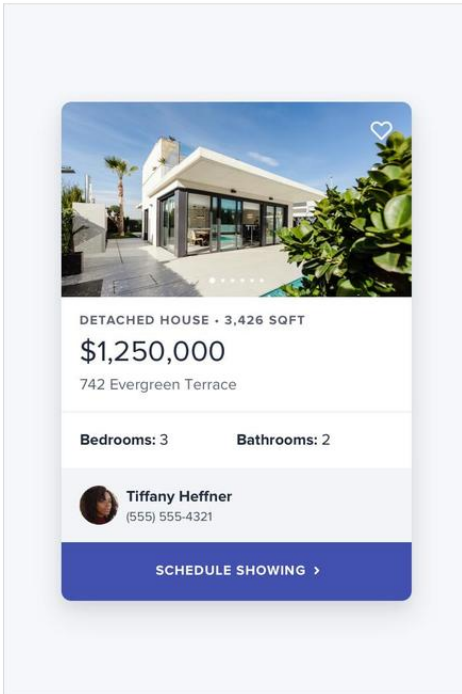 DETACHED HOUSE • 3,426 SQFT
$1,250,000
742 Evergreen Terrace
Bedrooms: 3 Bathrooms: 2
Tiffany Heffner
(555) 555-4321
SCHEDULE SHOWING ›